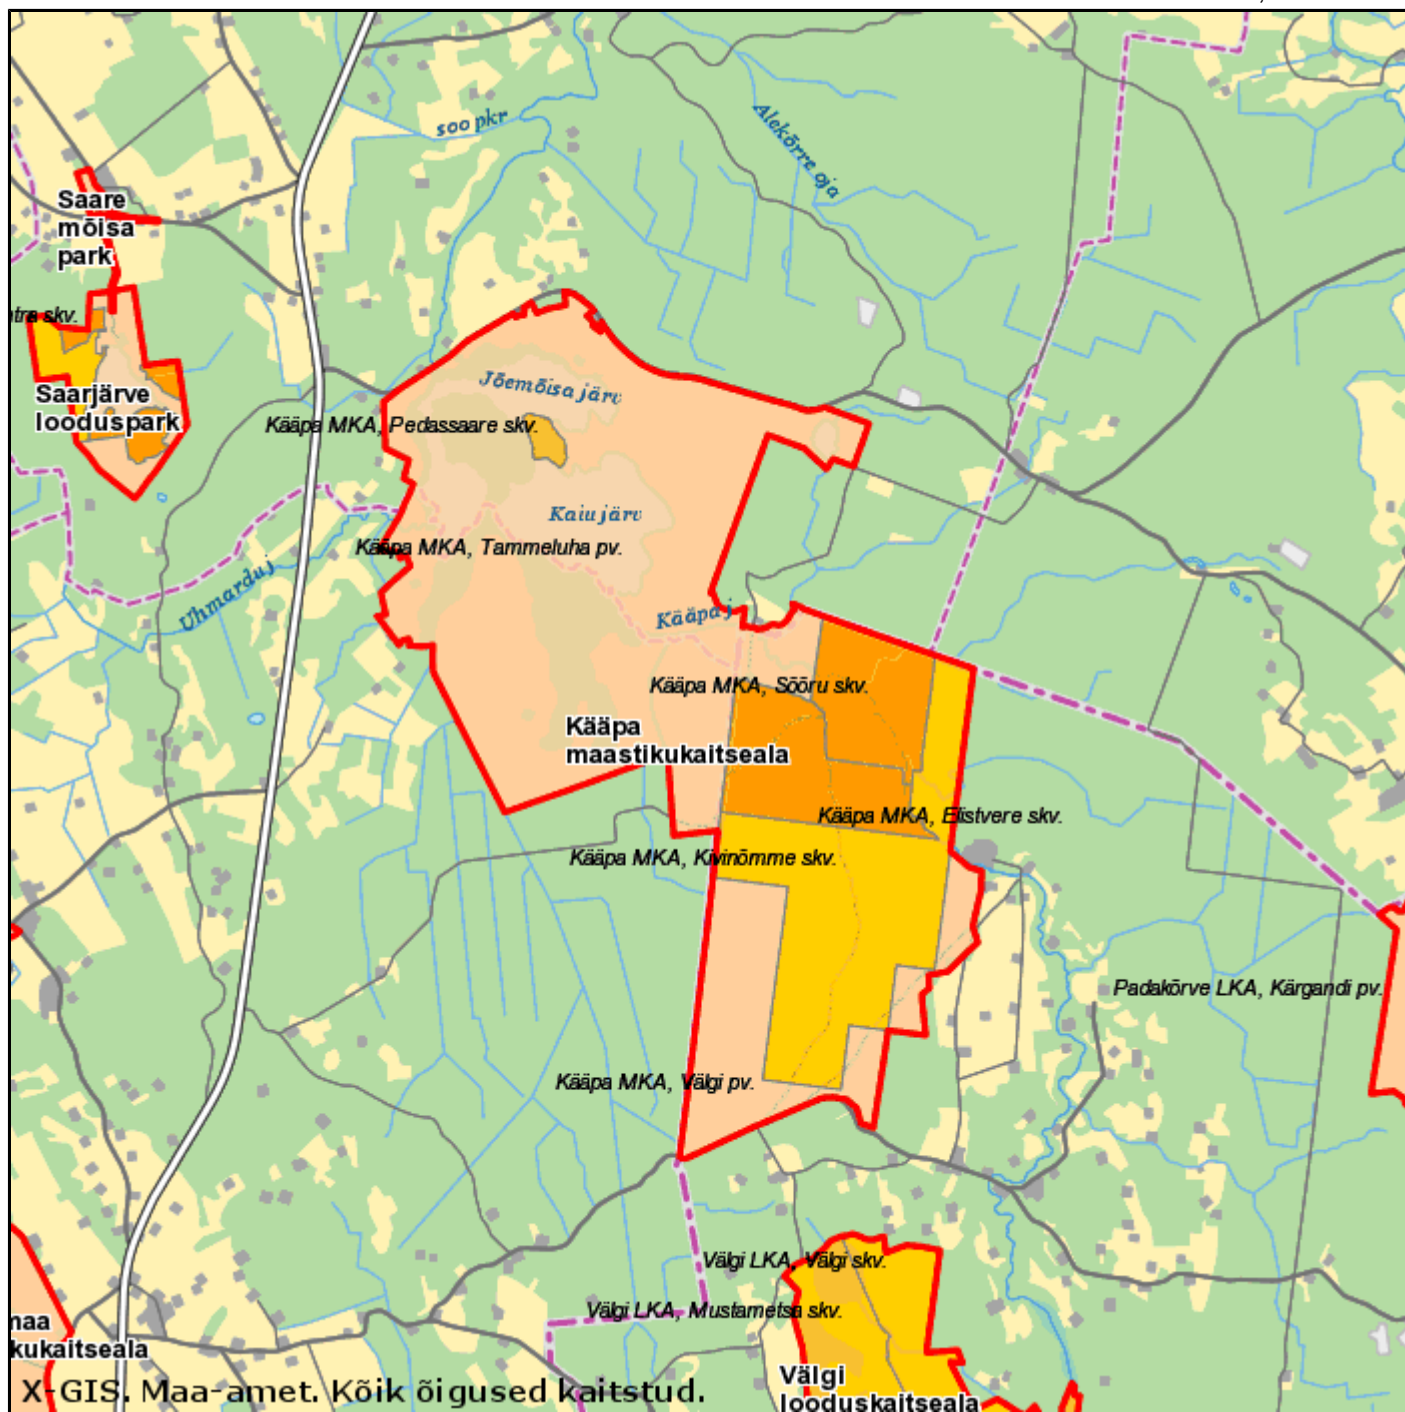 soo pkr
Alekõrre oja
Saare
mõisa
park
ntra skv.
Saarjärve
looduspark
Jõemõisa järv
Kääpa MKA, Pedassaare skv.
Kaiu järv
Kääpa MKA, Tammeluha pv.
Uhmardu j
Kääpa j
Kääpa MKA, Sõõru skv.
Kääpa
maastikukaitseala
Kääpa MKA, Elistvere skv.
Kääpa MKA, Kivinõmme skv.
Padakõrve LKA, Kärgandi pv.
Kääpa MKA, Välgi pv.
Välgi LKA, Välgi skv.
Välgi LKA, Mustametsa skv.
maa
kukaitseala
Välgi
looduskaitseala
X-GIS. Maa-amet. Kõik õigused kaitstud.